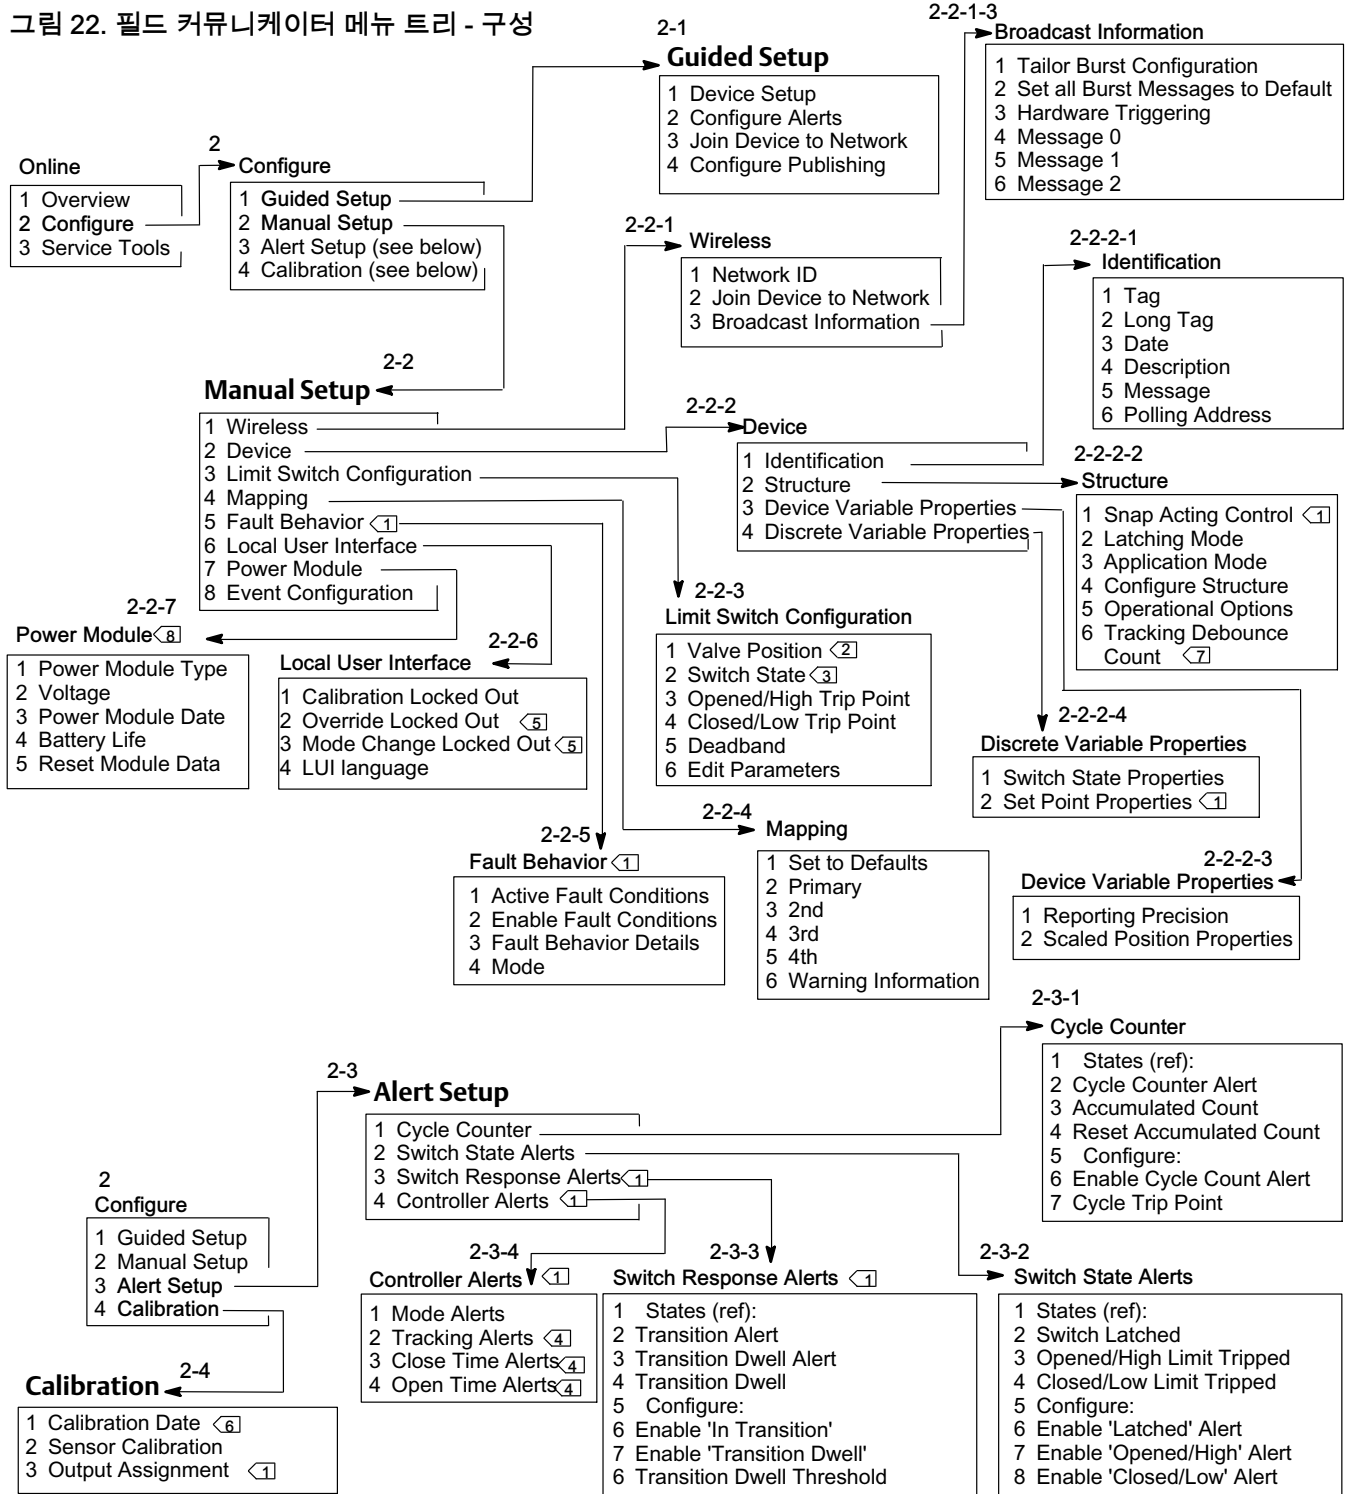 그림 22. 필드 커뮤니케이터 메뉴 트리 - 구성
Online
1 Overview
2 Configure
3 Service Tools
2
Configure
1 Guided Setup
2 Manual Setup
3 Alert Setup (see below)
4 Calibration (see below)
2-1
Guided Setup
1 Device Setup
2 Configure Alerts
3 Join Device to Network
4 Configure Publishing
2-2-1-3
Broadcast Information
1 Tailor Burst Configuration
2 Set all Burst Messages to Default
3 Hardware Triggering
4 Message 0
5 Message 1
6 Message 2
2-2-1
Wireless
1 Network ID
2 Join Device to Network
3 Broadcast Information
2-2-2-1
Identification
1 Tag
2 Long Tag
3 Date
4 Description
5 Message
6 Polling Address
2-2
Manual Setup
1 Wireless
2 Device
3 Limit Switch Configuration
4 Mapping
5 Fault Behavior 1
6 Local User Interface
7 Power Module
8 Event Configuration
2-2-2
Device
1 Identification
2 Structure
3 Device Variable Properties
4 Discrete Variable Properties
2-2-2-2
Structure
1 Snap Acting Control 1
2 Latching Mode
3 Application Mode
4 Configure Structure
5 Operational Options
6 Tracking Debounce
Count 7
2-2-7
Power Module 8
1 Power Module Type
2 Voltage
3 Power Module Date
4 Battery Life
5 Reset Module Data
2-2-6
Local User Interface
1 Calibration Locked Out
2 Override Locked Out 5
3 Mode Change Locked Out 5
4 LUI language
2-2-3
Limit Switch Configuration
1 Valve Position 2
2 Switch State 3
3 Opened/High Trip Point
4 Closed/Low Trip Point
5 Deadband
6 Edit Parameters
2-2-2-4
Discrete Variable Properties
1 Switch State Properties
2 Set Point Properties 1
2-2-5
Fault Behavior 1
1 Active Fault Conditions
2 Enable Fault Conditions
3 Fault Behavior Details
4 Mode
2-2-4
Mapping
1 Set to Defaults
2 Primary
3 2nd
4 3rd
5 4th
6 Warning Information
2-2-2-3
Device Variable Properties
1 Reporting Precision
2 Scaled Position Properties
2-3-1
Cycle Counter
1 States (ref):
2 Cycle Counter Alert
3 Accumulated Count
4 Reset Accumulated Count
5 Configure:
6 Enable Cycle Count Alert
7 Cycle Trip Point
2-3
Alert Setup
1 Cycle Counter
2 Switch State Alerts
3 Switch Response Alerts 1
4 Controller Alerts 1
2
Configure
1 Guided Setup
2 Manual Setup
3 Alert Setup
4 Calibration
2-4
Calibration
1 Calibration Date 6
2 Sensor Calibration
3 Output Assignment 1
2-3-4
Controller Alerts 1
1 Mode Alerts
2 Tracking Alerts 4
3 Close Time Alerts 4
4 Open Time Alerts 4
2-3-3
Switch Response Alerts 1
1 States (ref):
2 Transition Alert
3 Transition Dwell Alert
4 Transition Dwell
5 Configure:
6 Enable 'In Transition'
7 Enable 'Transition Dwell'
6 Transition Dwell Threshold
2-3-2
Switch State Alerts
1 States (ref):
2 Switch Latched
3 Opened/High Limit Tripped
4 Closed/Low Limit Tripped
5 Configure:
6 Enable 'Latched' Alert
7 Enable 'Opened/High' Alert
8 Enable 'Closed/Low' Alert